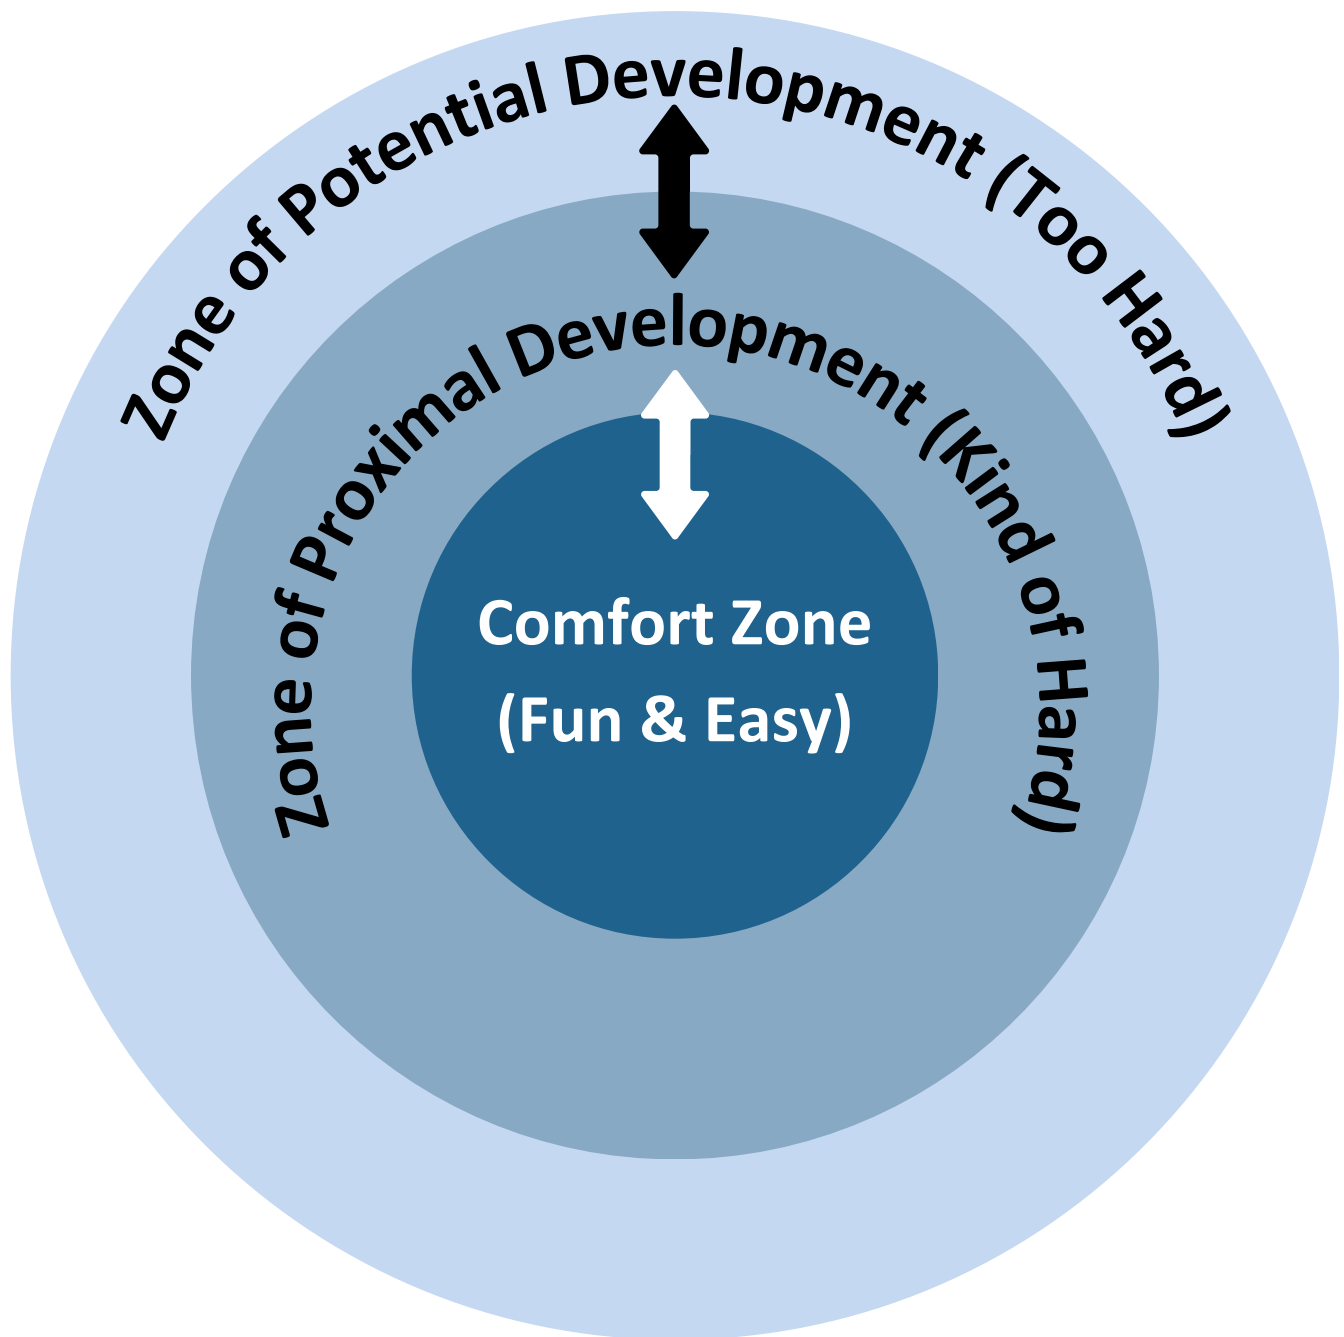 Zone of Potential Development (Too Hard)
Zone of Proximal Development (Kind of Hard)
Comfort Zone
(Fun & Easy)